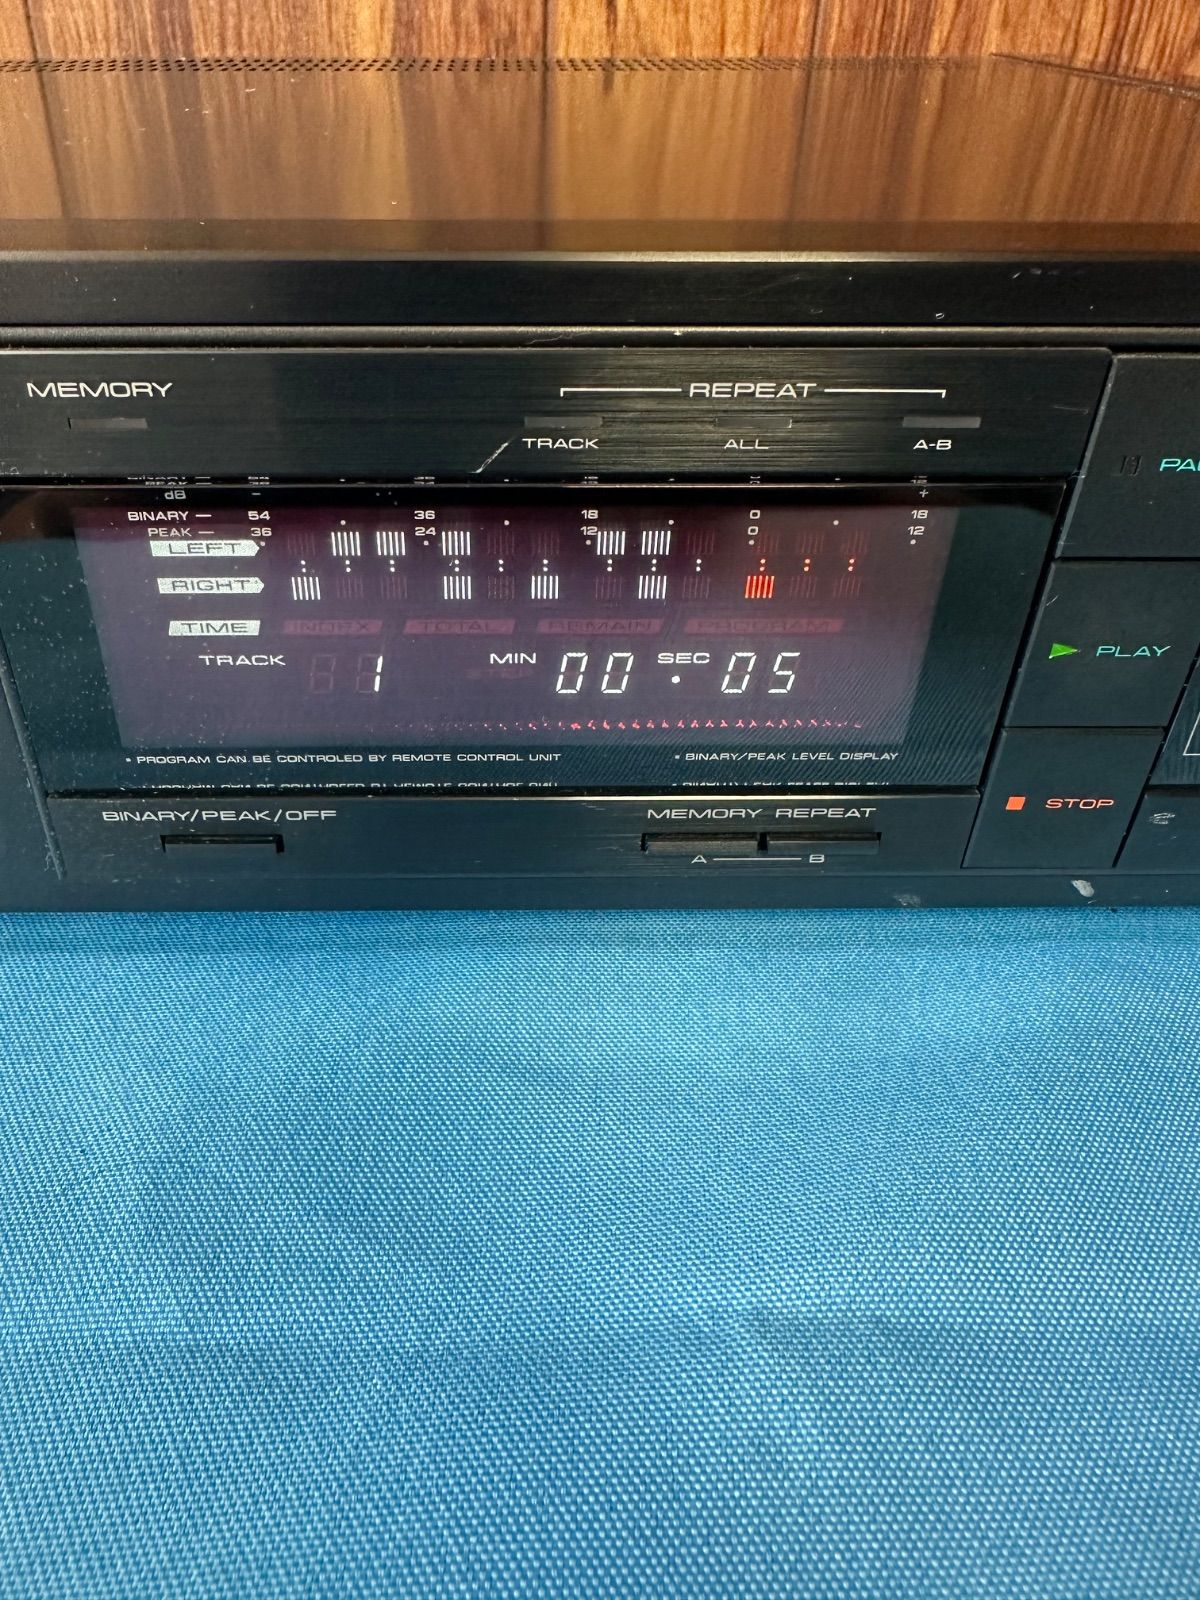 MEMORY
REPEAT
TRACK ALL A-B
dB - +
BINARY — 54 36 18 0 18
PEAK — 36 24 12 0 12
LEFT
RIGHT
TIME INDEX TOTAL REMAIN PROGRAM
TRACK 1 MIN 00 SEC 05
• PROGRAM CAN BE CONTROLED BY REMOTE CONTROL UNIT • BINARY/PEAK LEVEL DISPLAY
BINARY/PEAK/OFF
MEMORY REPEAT
A — B
PLAY
STOP